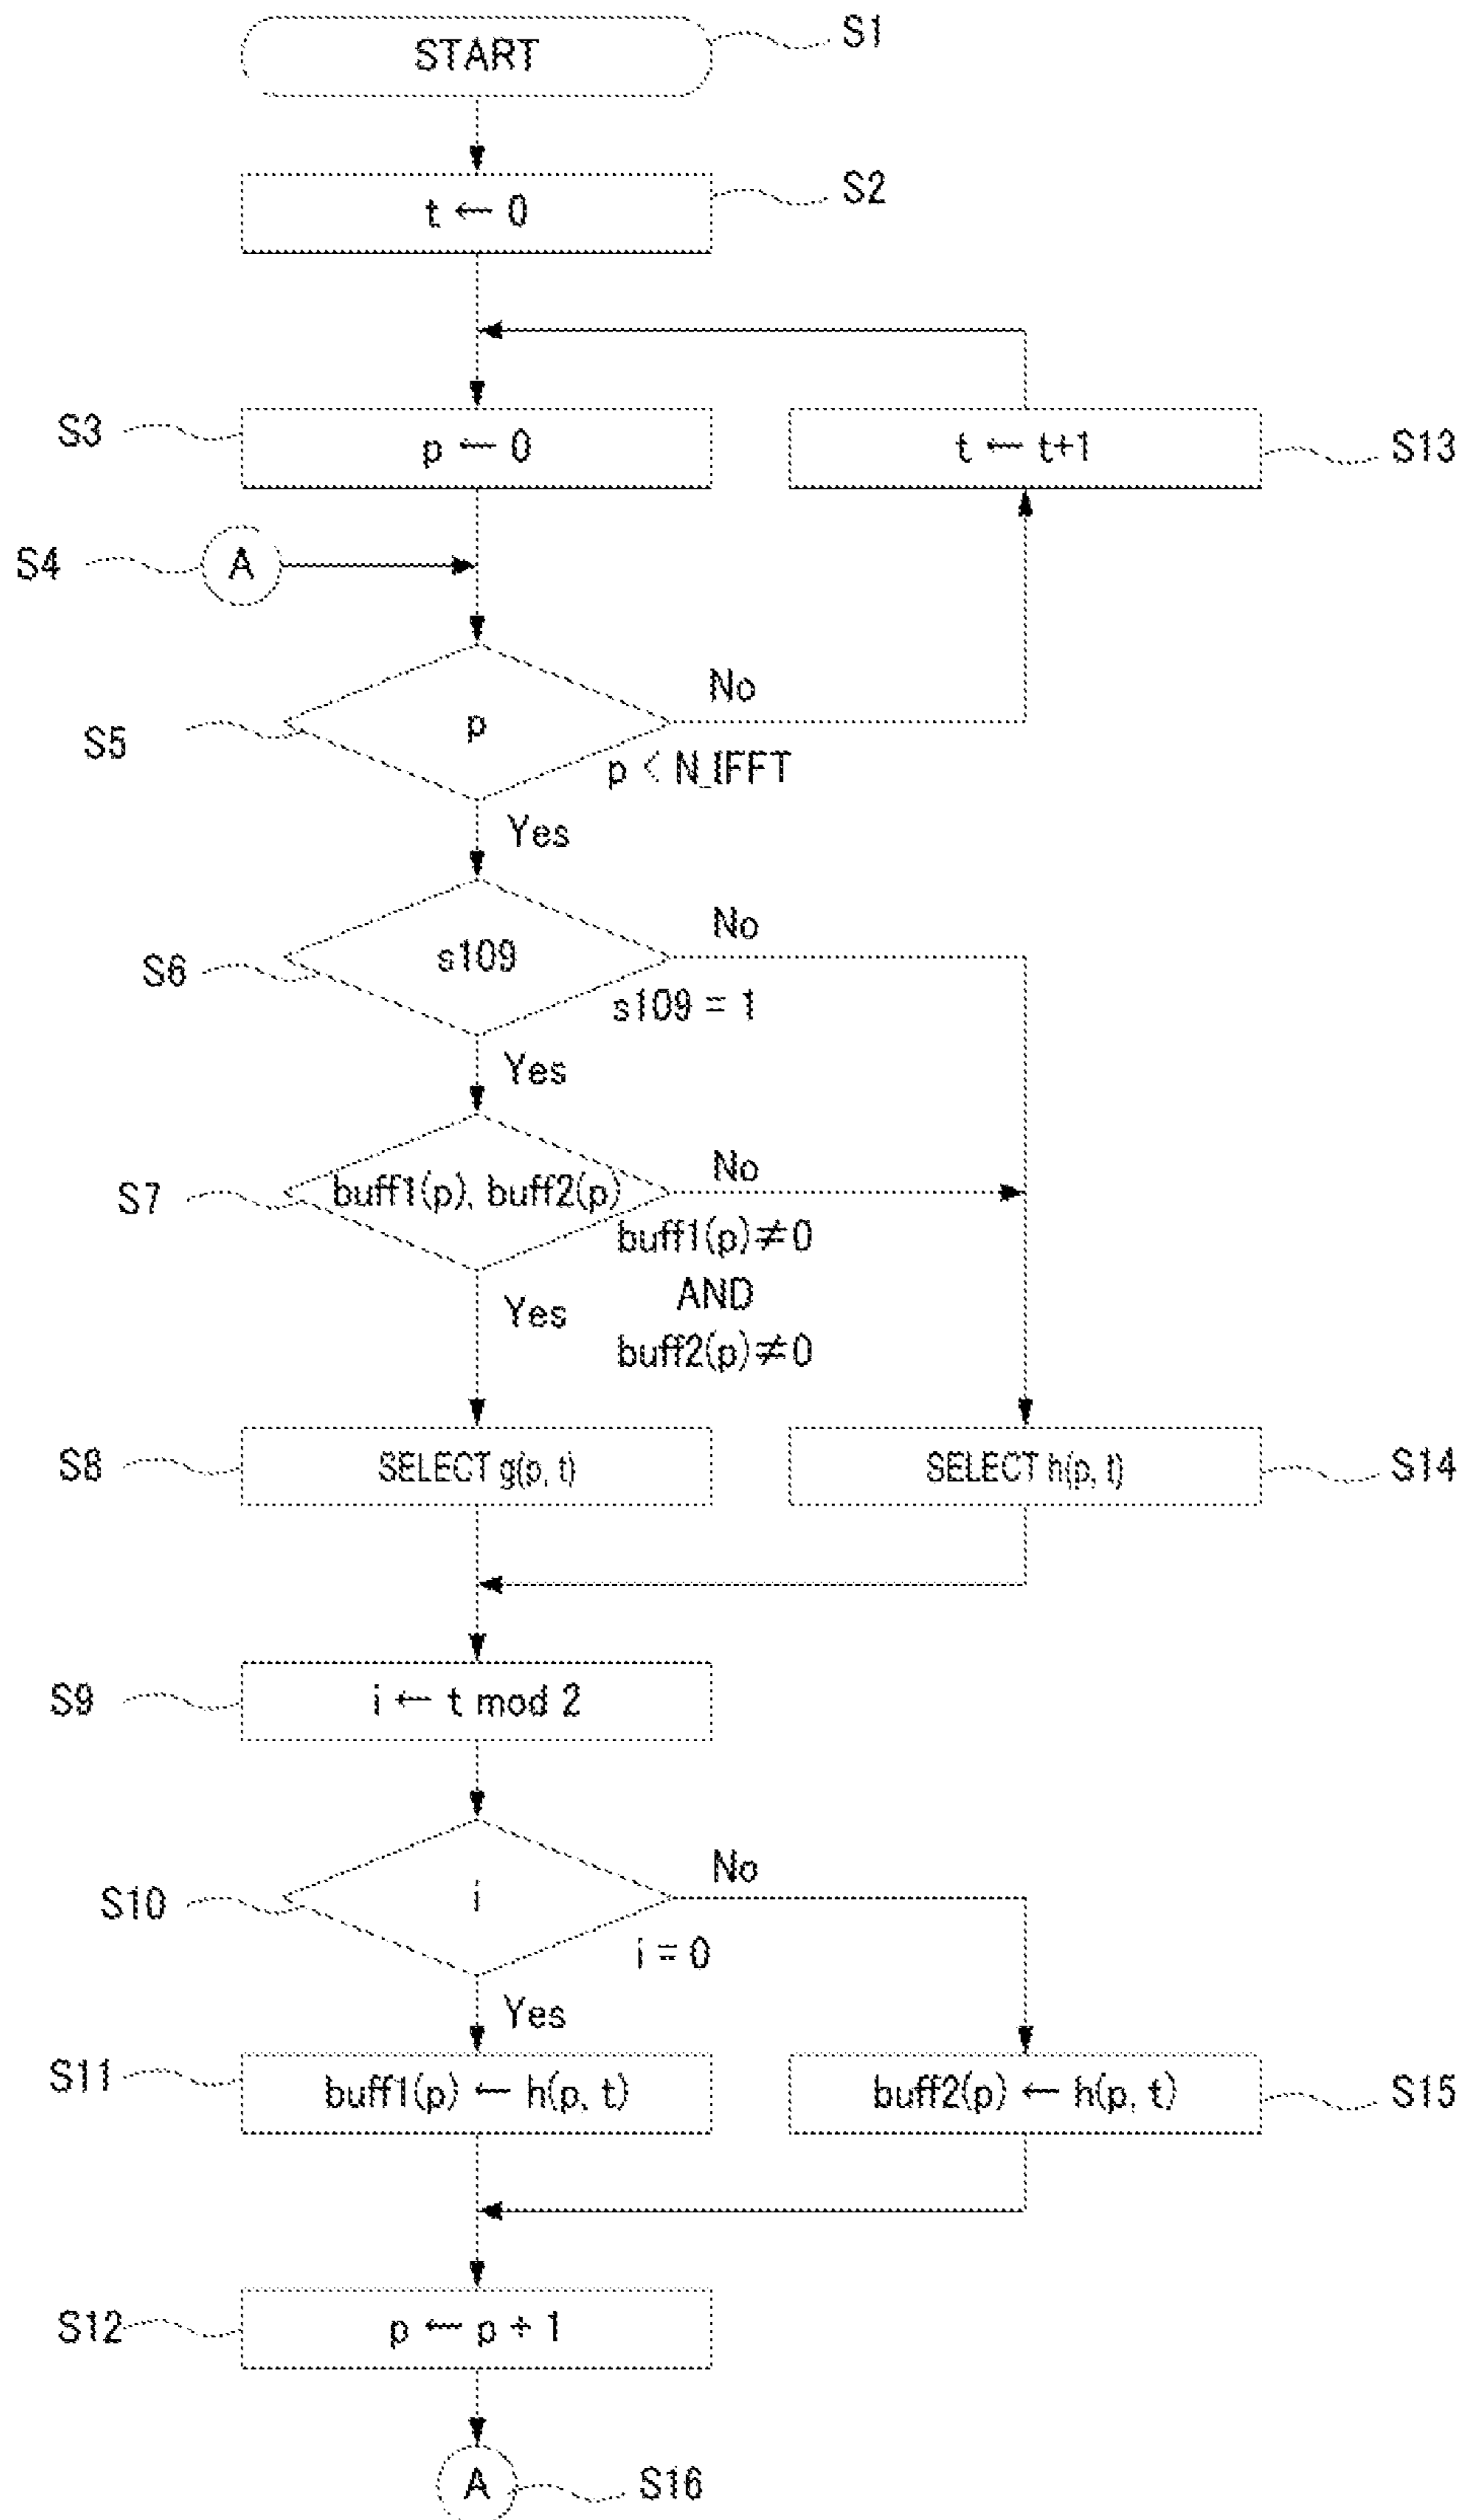 START
S1
t ← 0
S2
S3
p ← 0
t ← t+1
S13
S4
A
S5
p
No
p < N_IFFT
Yes
S6
s109
No
s109 = 1
Yes
S7
buff1(p), buff2(p)
No
buff1(p)≠0
AND
buff2(p)≠0
Yes
S8
SELECT g(p, t)
SELECT h(p, t)
S14
S9
i ← t mod 2
S10
i
No
i = 0
Yes
S11
buff1(p) ← h(p, t)
buff2(p) ← h(p, t)
S15
S12
p ← p + 1
A
S16